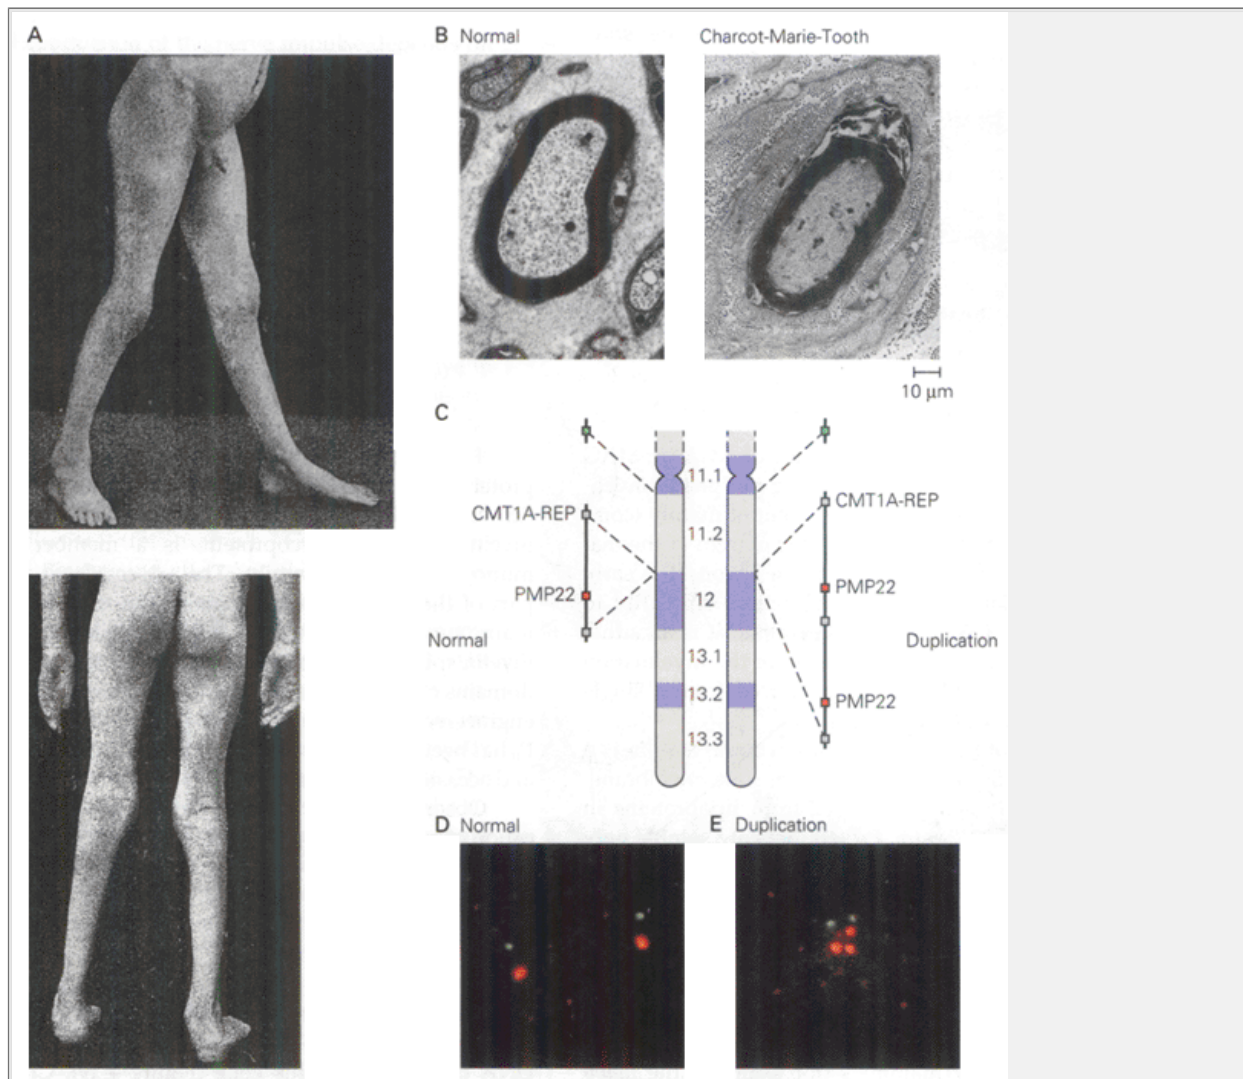 A
B Normal
Charcot-Marie-Tooth
10 µm
C
11.1
CMT1A-REP
CMT1A-REP
11.2
PMP22
12
PMP22
Normal
13.1
Duplication
13.2
PMP22
13.3
D Normal
E Duplication